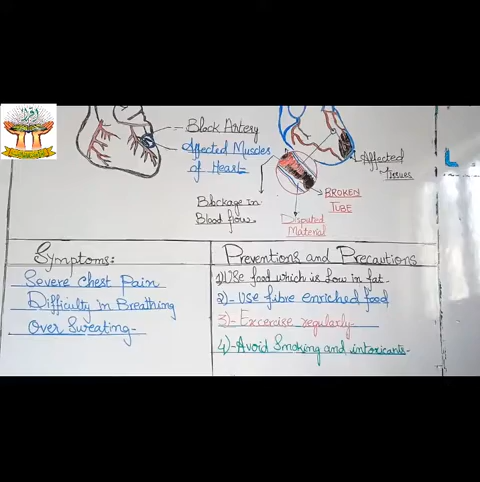 Block Artery
Affected Muscles
of Heart
Affected
tissues
BROKEN
TUBE
Blockage in
Blood flow.
Disputed
Material
L
Symptoms:
Severe Chest Pain
Difficulty in Breathing
Over Sweating-
Preventions and Precautions
1) Use food which is low in fat.
2)- Use fibre enriched food
3)- Excercise regularly-
4)- Avoid Smoking and intoxicants-